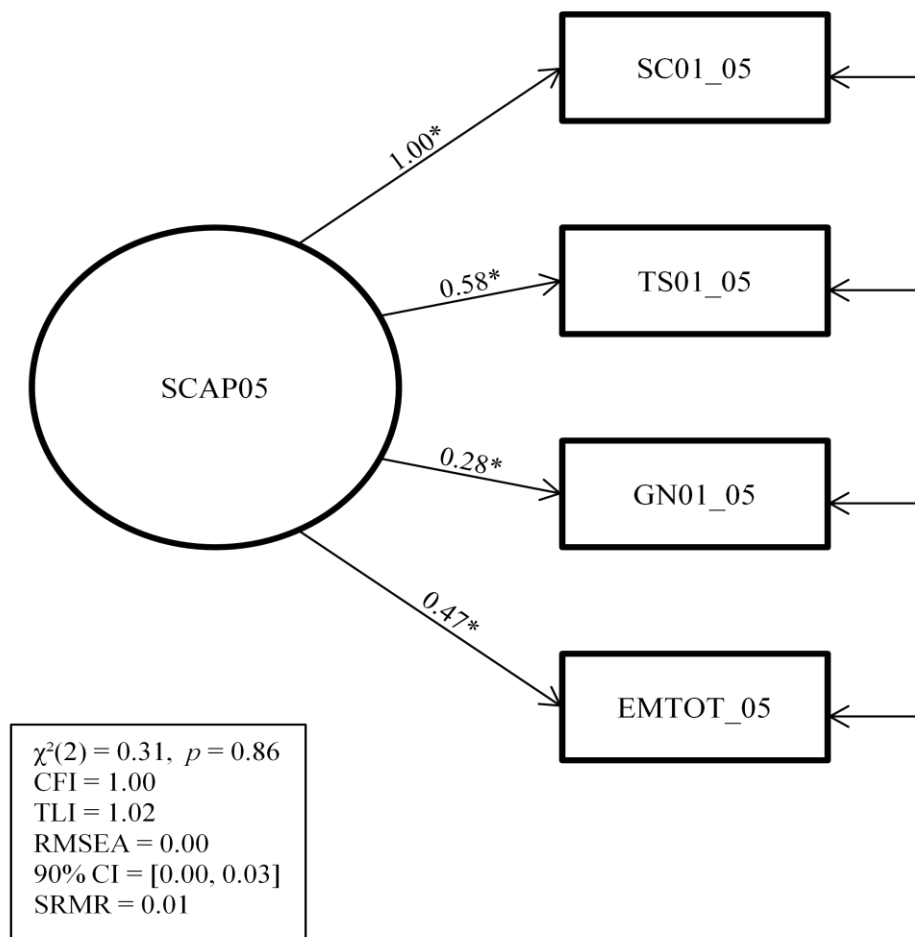 SC01_05
1.00*
TS01_05
0.58*
SCAP05
0.28*
GN01_05
0.47*
EMTOT_05
χ²(2) = 0.31, p = 0.86
CFI = 1.00
TLI = 1.02
RMSEA = 0.00
90% CI = [0.00, 0.03]
SRMR = 0.01